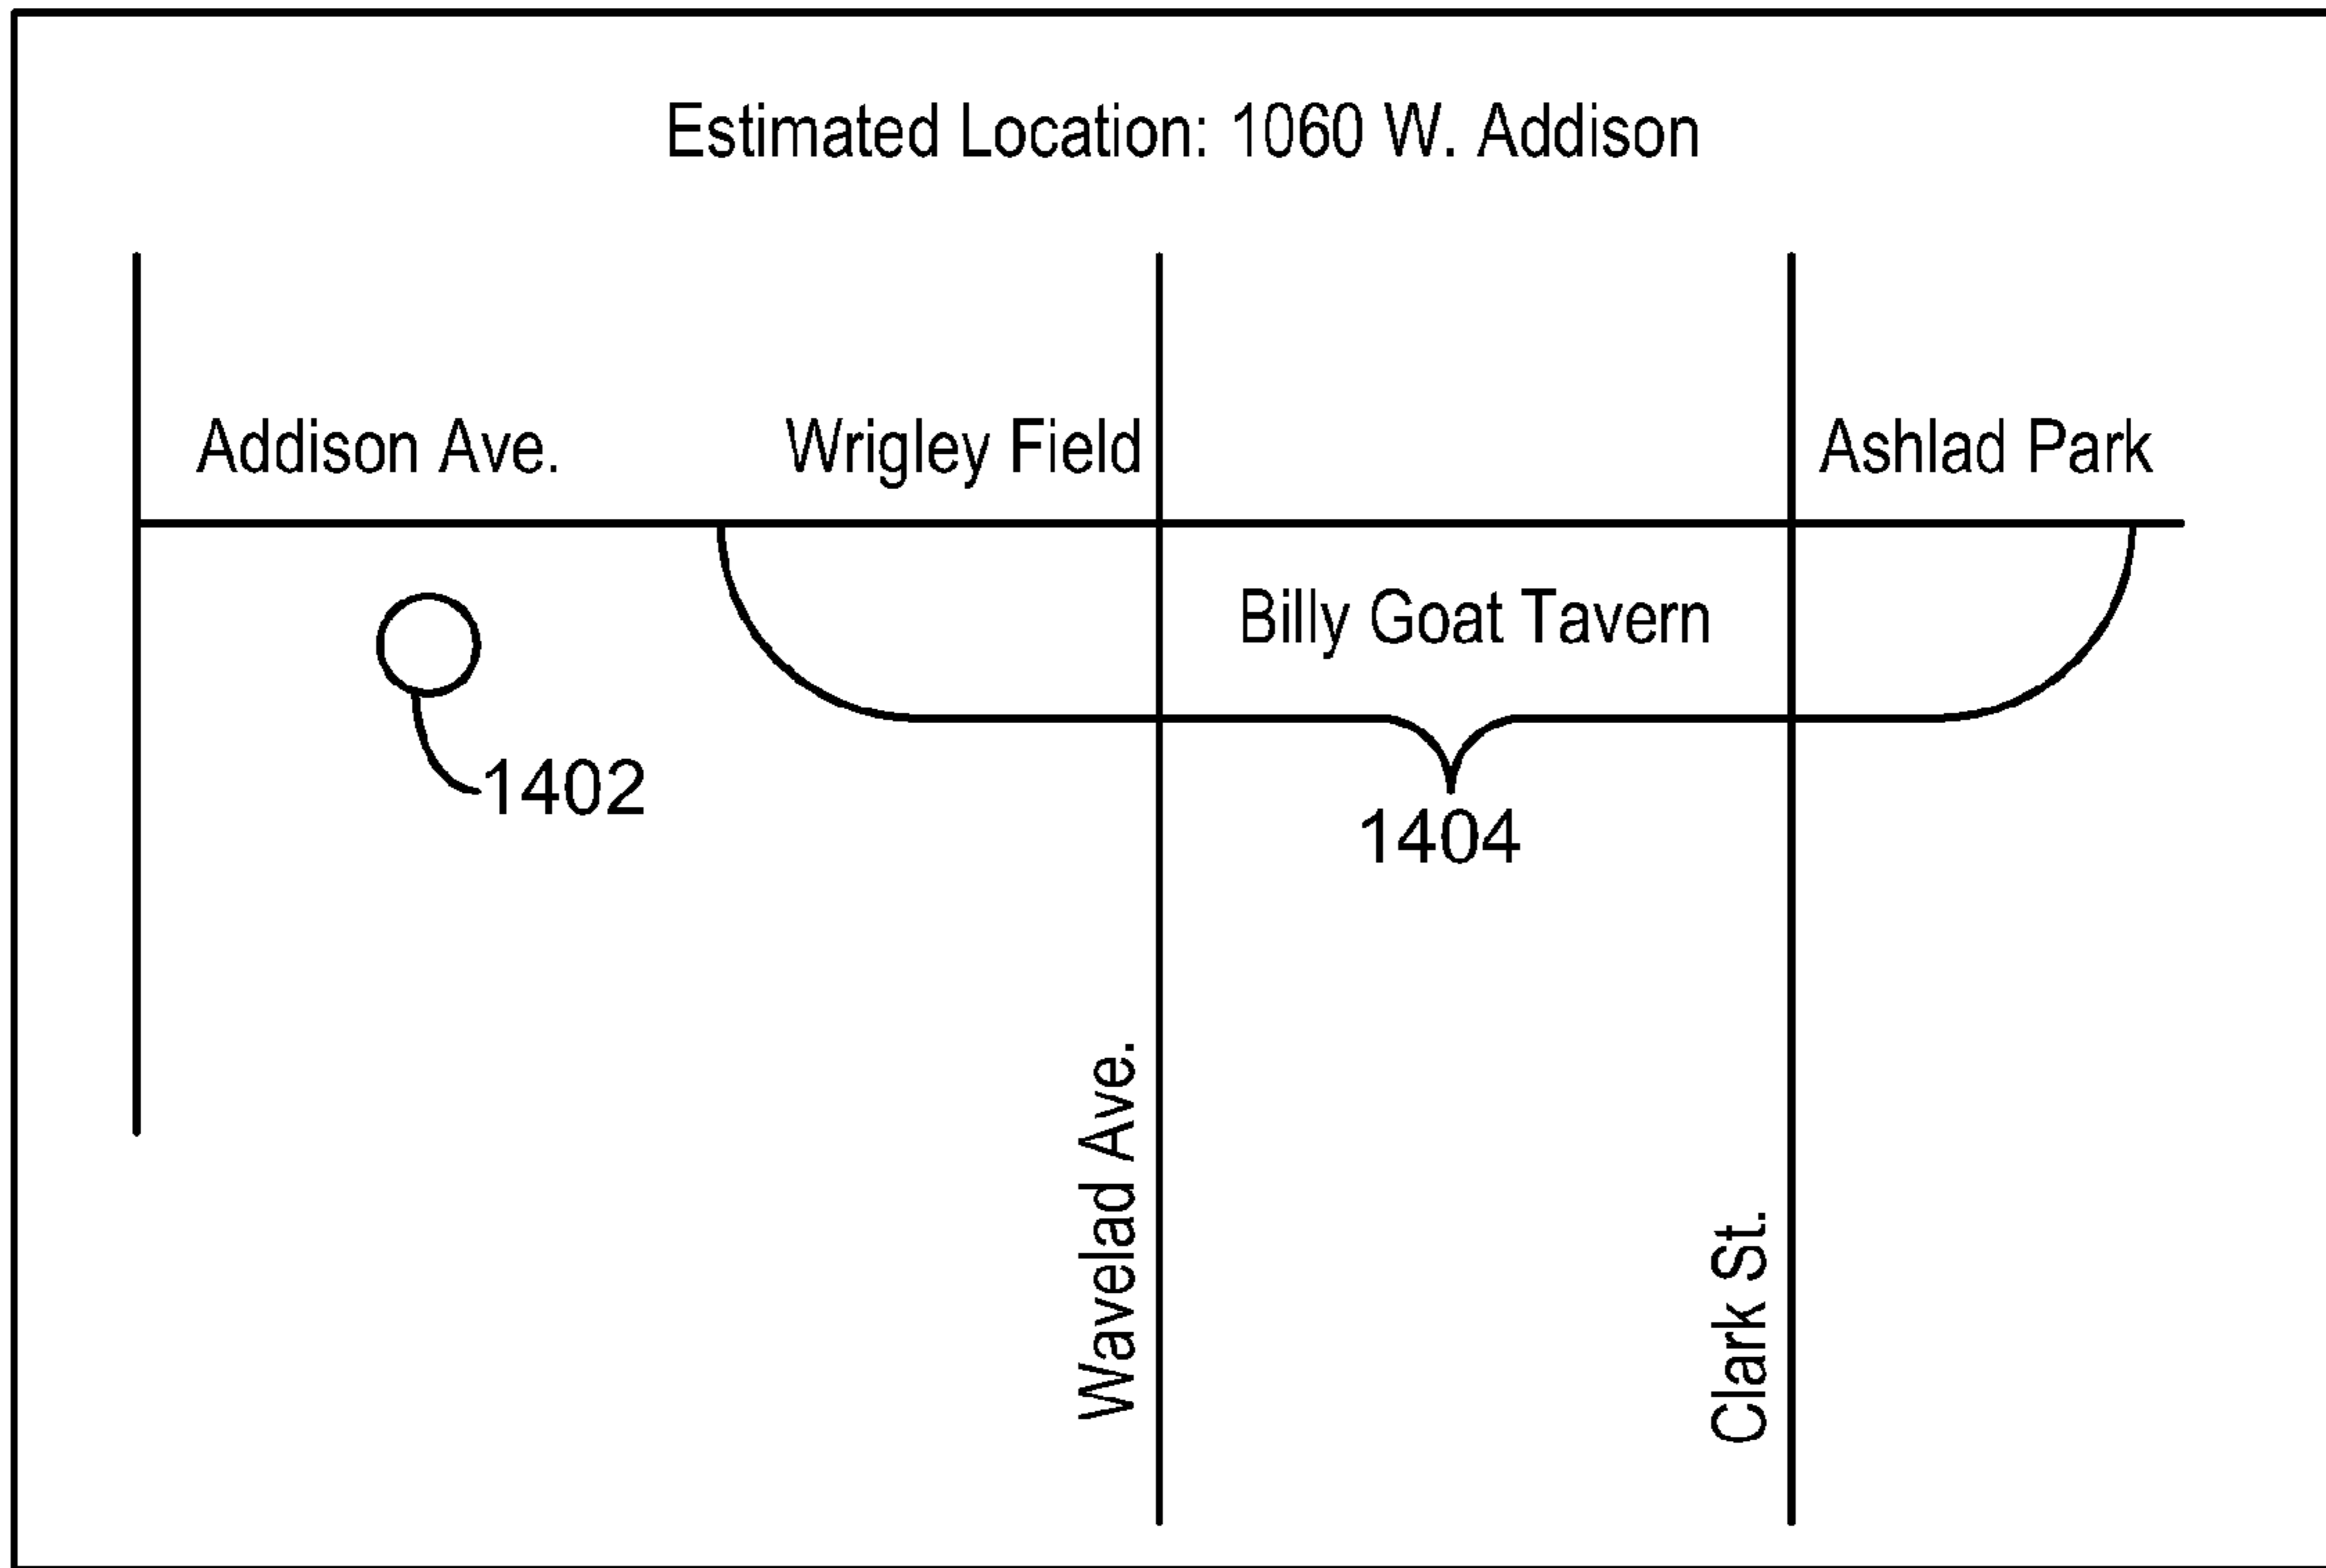 Estimated Location: 1060 W. Addison
Addison Ave.
Wrigley Field
Ashlad Park
Billy Goat Tavern
1402
1404
Wavelad Ave.
Clark St.